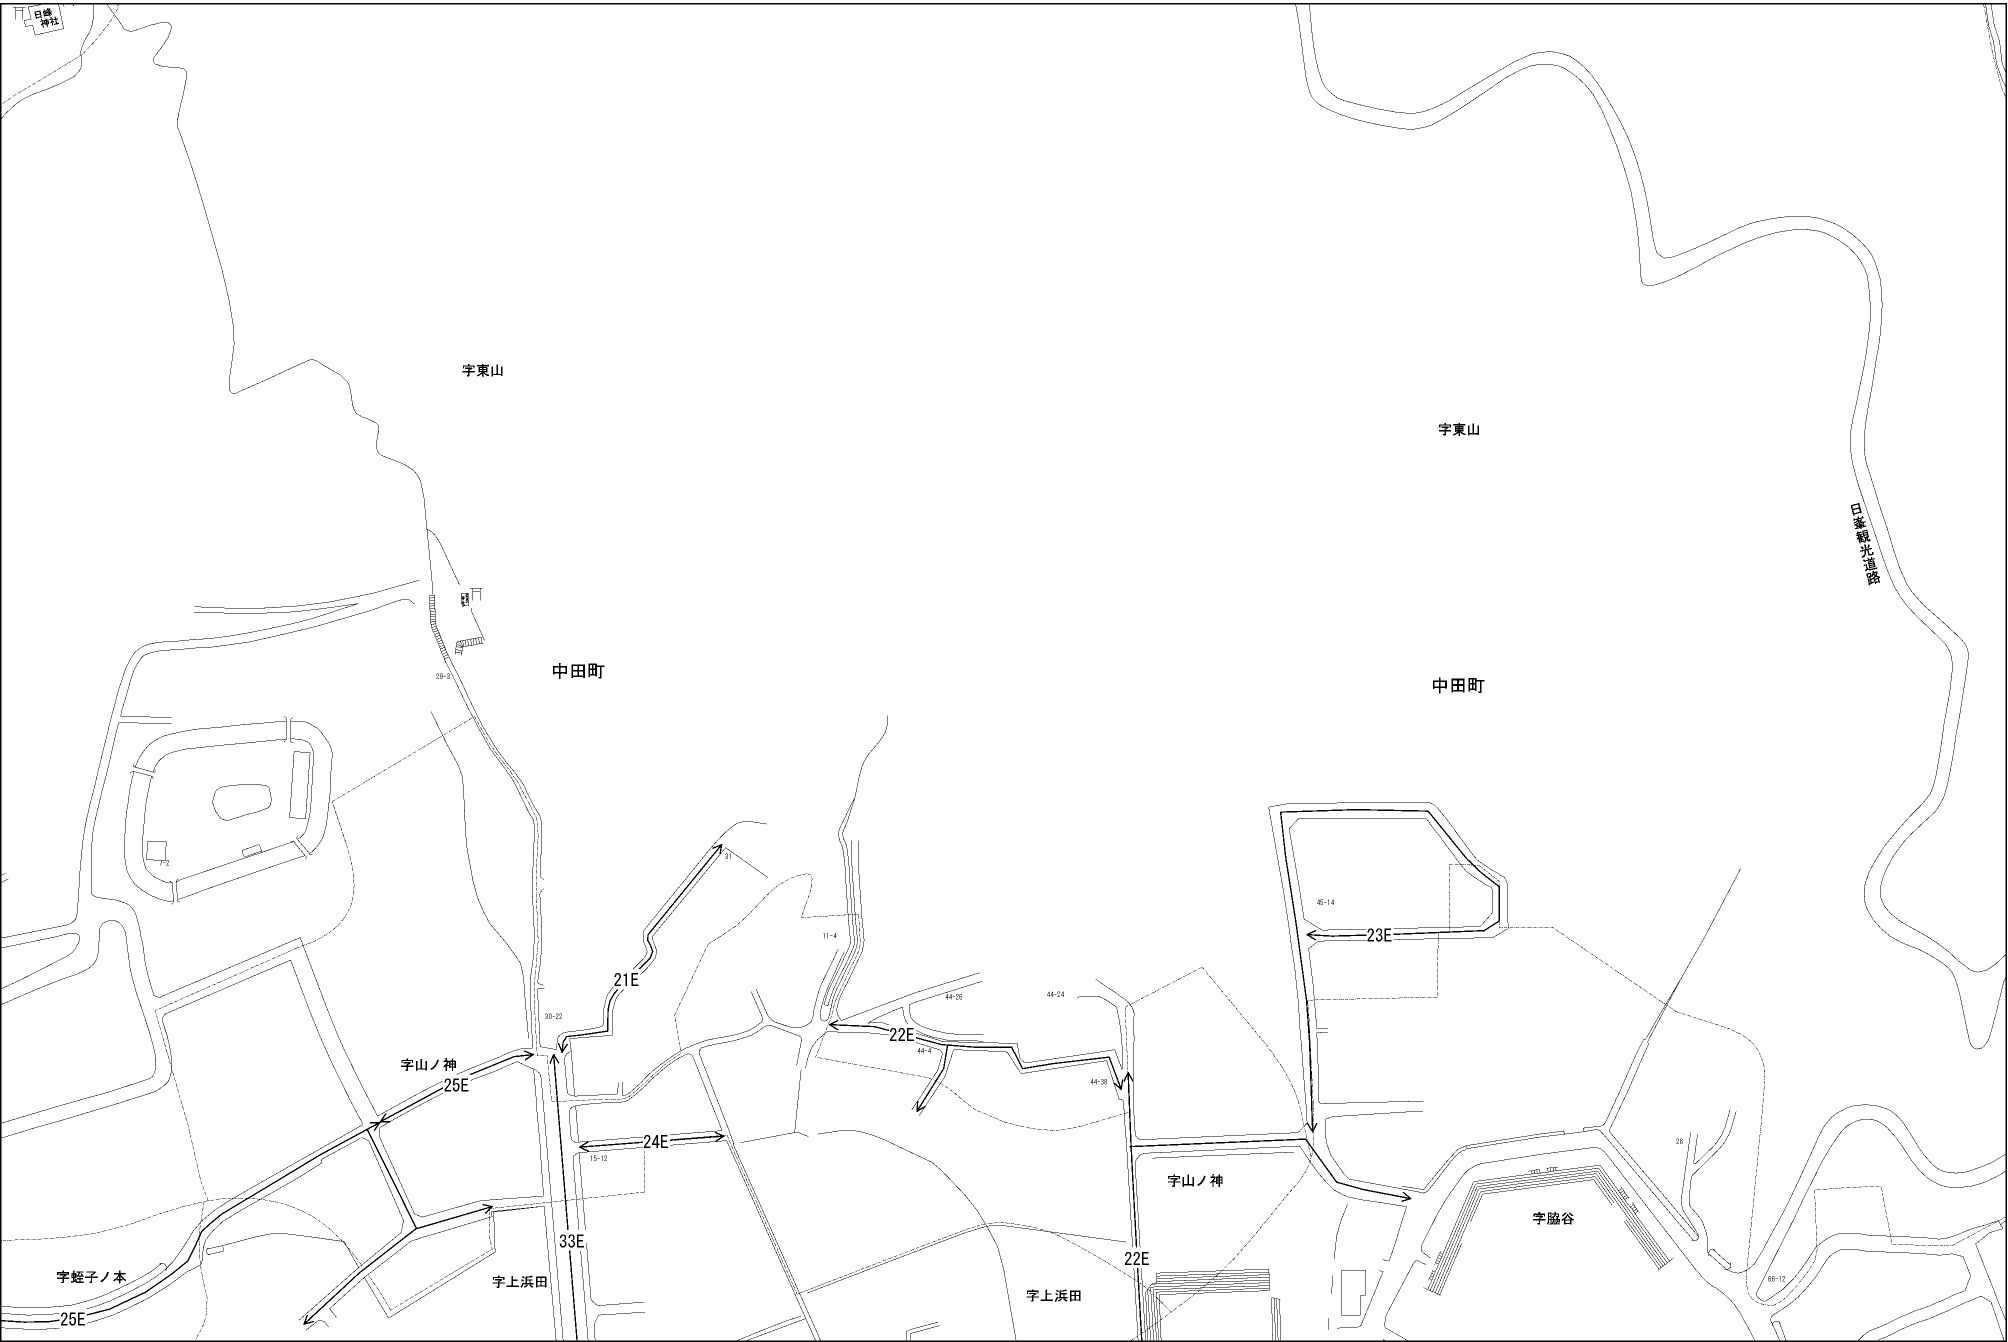 日峰
神社
字東山
字東山
日峯観光道路
29-3
中田町
中田町
7-2
31
45-14
23E
11-4
21E
44-26
44-24
30-22
22E
44-4
字山ノ神
25E
44-38
24E
15-12
26
字山ノ神
字脇谷
33E
22E
字蛭子ノ本
字上浜田
66-12
字上浜田
25E